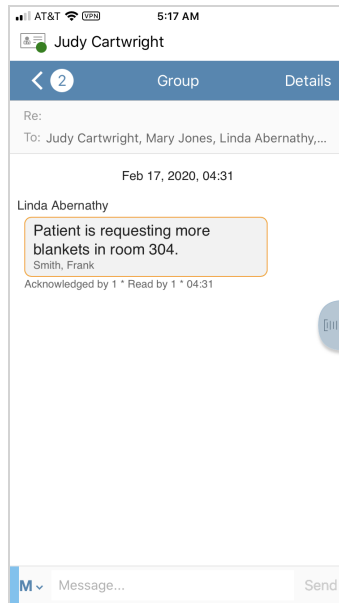 AT&T VPN 5:17 AM
Judy Cartwright
2 Group Details
Re:
To: Judy Cartwright, Mary Jones, Linda Abernathy,...
Feb 17, 2020, 04:31
Linda Abernathy
Patient is requesting more
blankets in room 304.
Smith, Frank
Acknowledged by 1 * Read by 1 * 04:31
M Message... Send